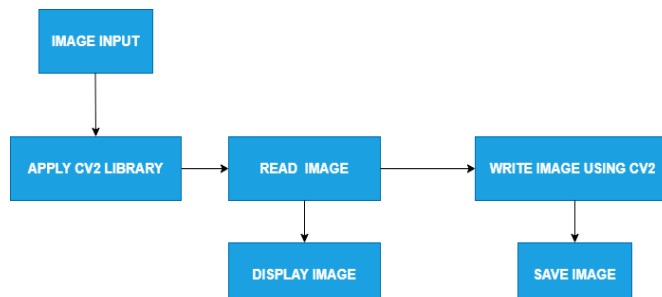 IMAGE INPUT
APPLY CV2 LIBRARY
READ IMAGE
WRITE IMAGE USING CV2
DISPLAY IMAGE
SAVE IMAGE